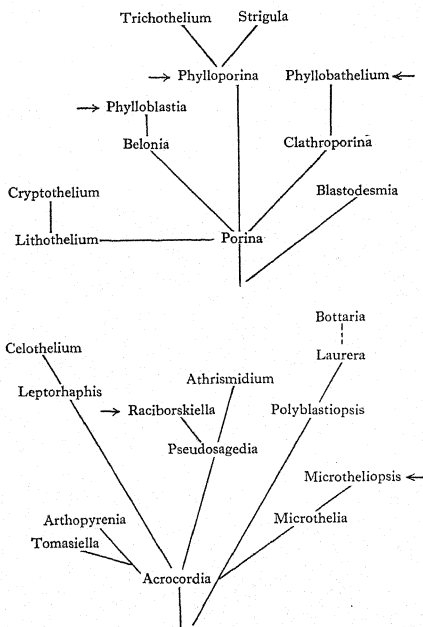 Trichothelium Strigula
→ Phylloporina Phyllobathelium ←
→ Phylloblastia
Belonia Clathroporina
Cryptothelium Blastodesmia
Lithothelium Porina
Bottaria
Celothelium Laurera
Athrismidium
Leptorhaphis
→ Raciborskiella Polyblastiopsis
Pseudosagedia
Microtheliopsis ←
Arthopyrenia Microthelia
Tomasiella
Acrocordia